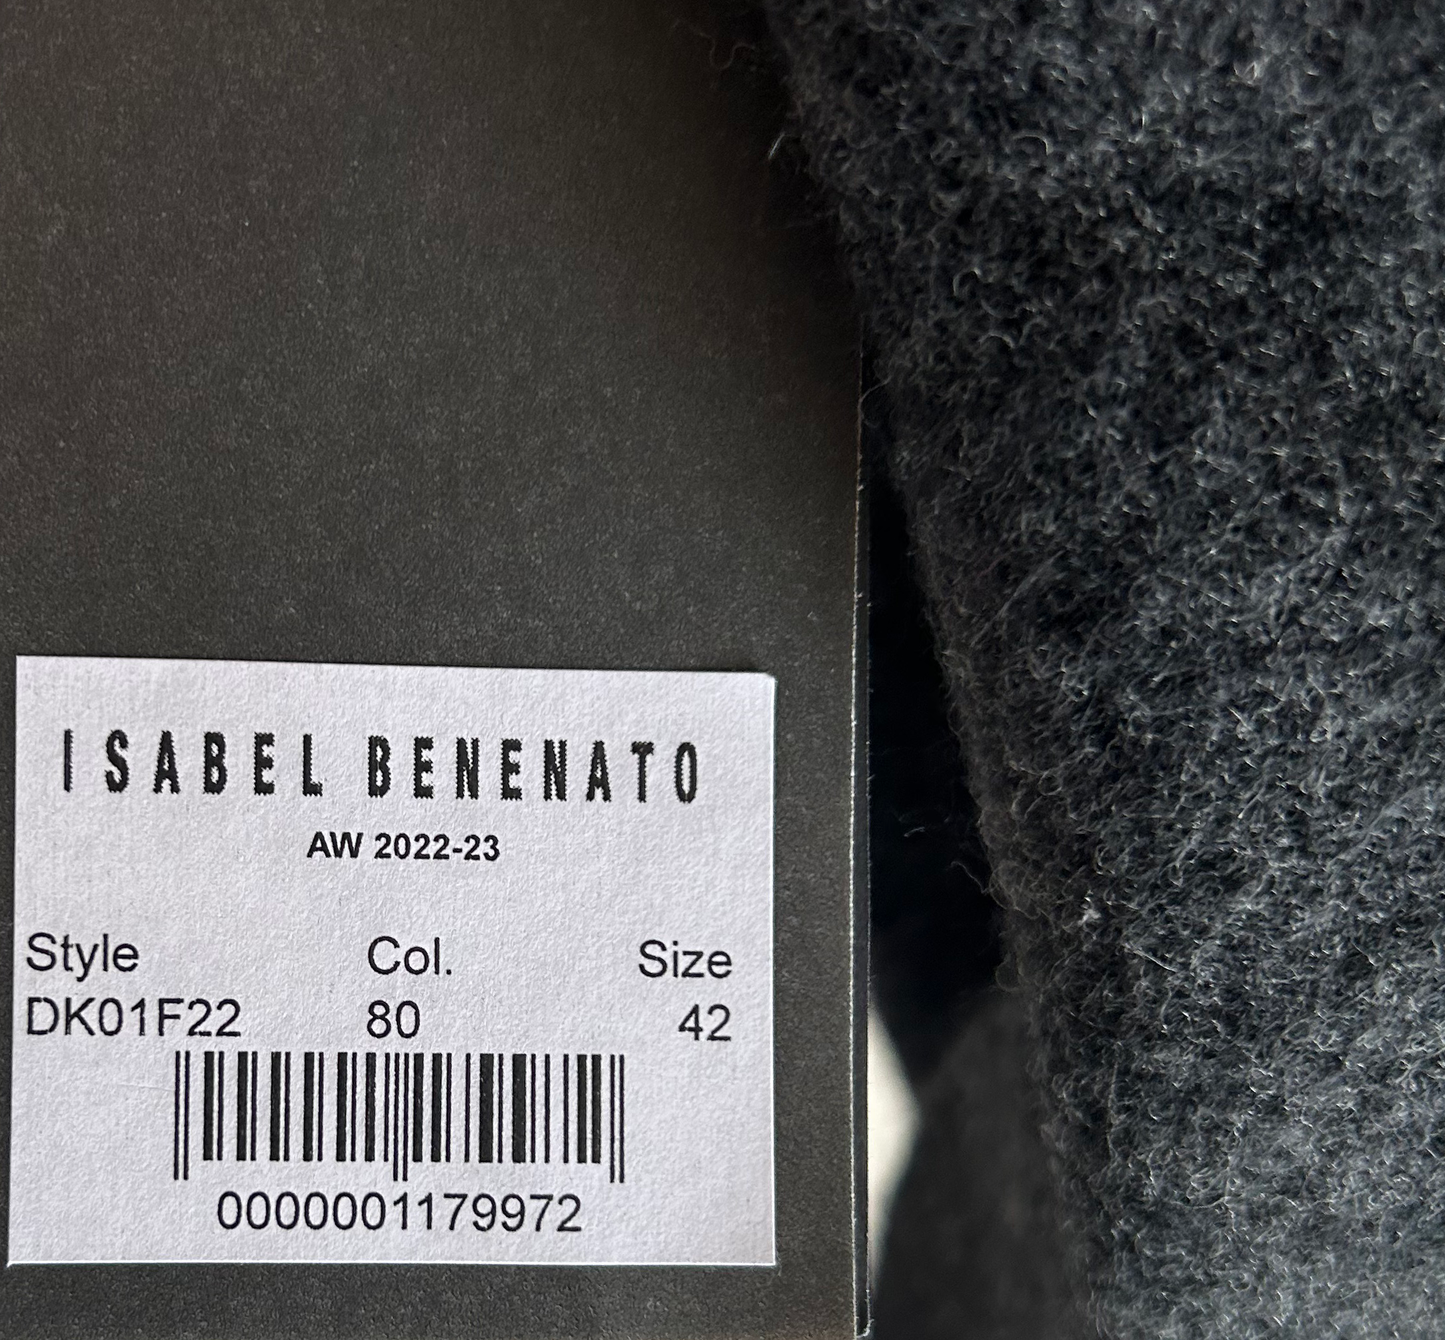 ISABEL BENENATO
AW 2022-23
Style Col. Size
DK01F22 80 42
0000001179972